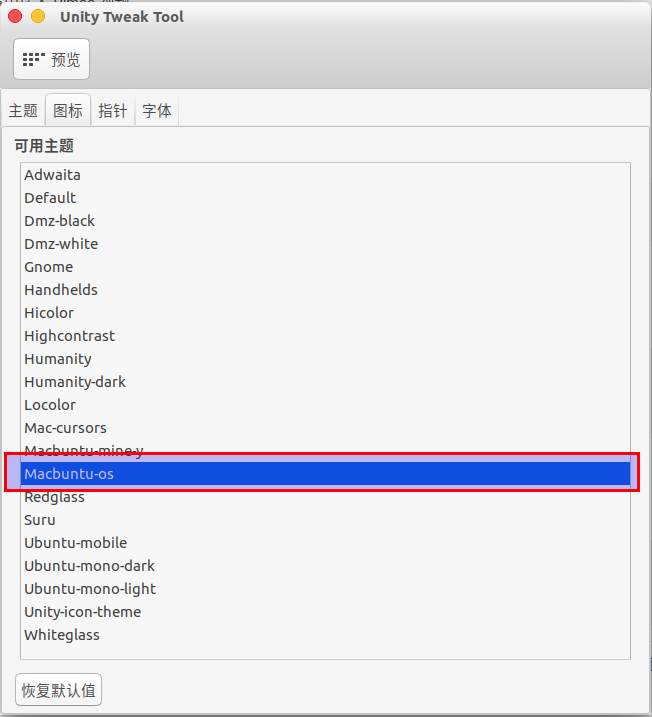 Unity Tweak Tool
预览
主题 图标 指针 字体
可用主题
Adwaita
Default
Dmz-black
Dmz-white
Gnome
Handhelds
Hicolor
Highcontrast
Humanity
Humanity-dark
Locolor
Mac-cursors
Macbuntu-mine-y
Macbuntu-os
Redglass
Suru
Ubuntu-mobile
Ubuntu-mono-dark
Ubuntu-mono-light
Unity-icon-theme
Whiteglass
恢复默认值